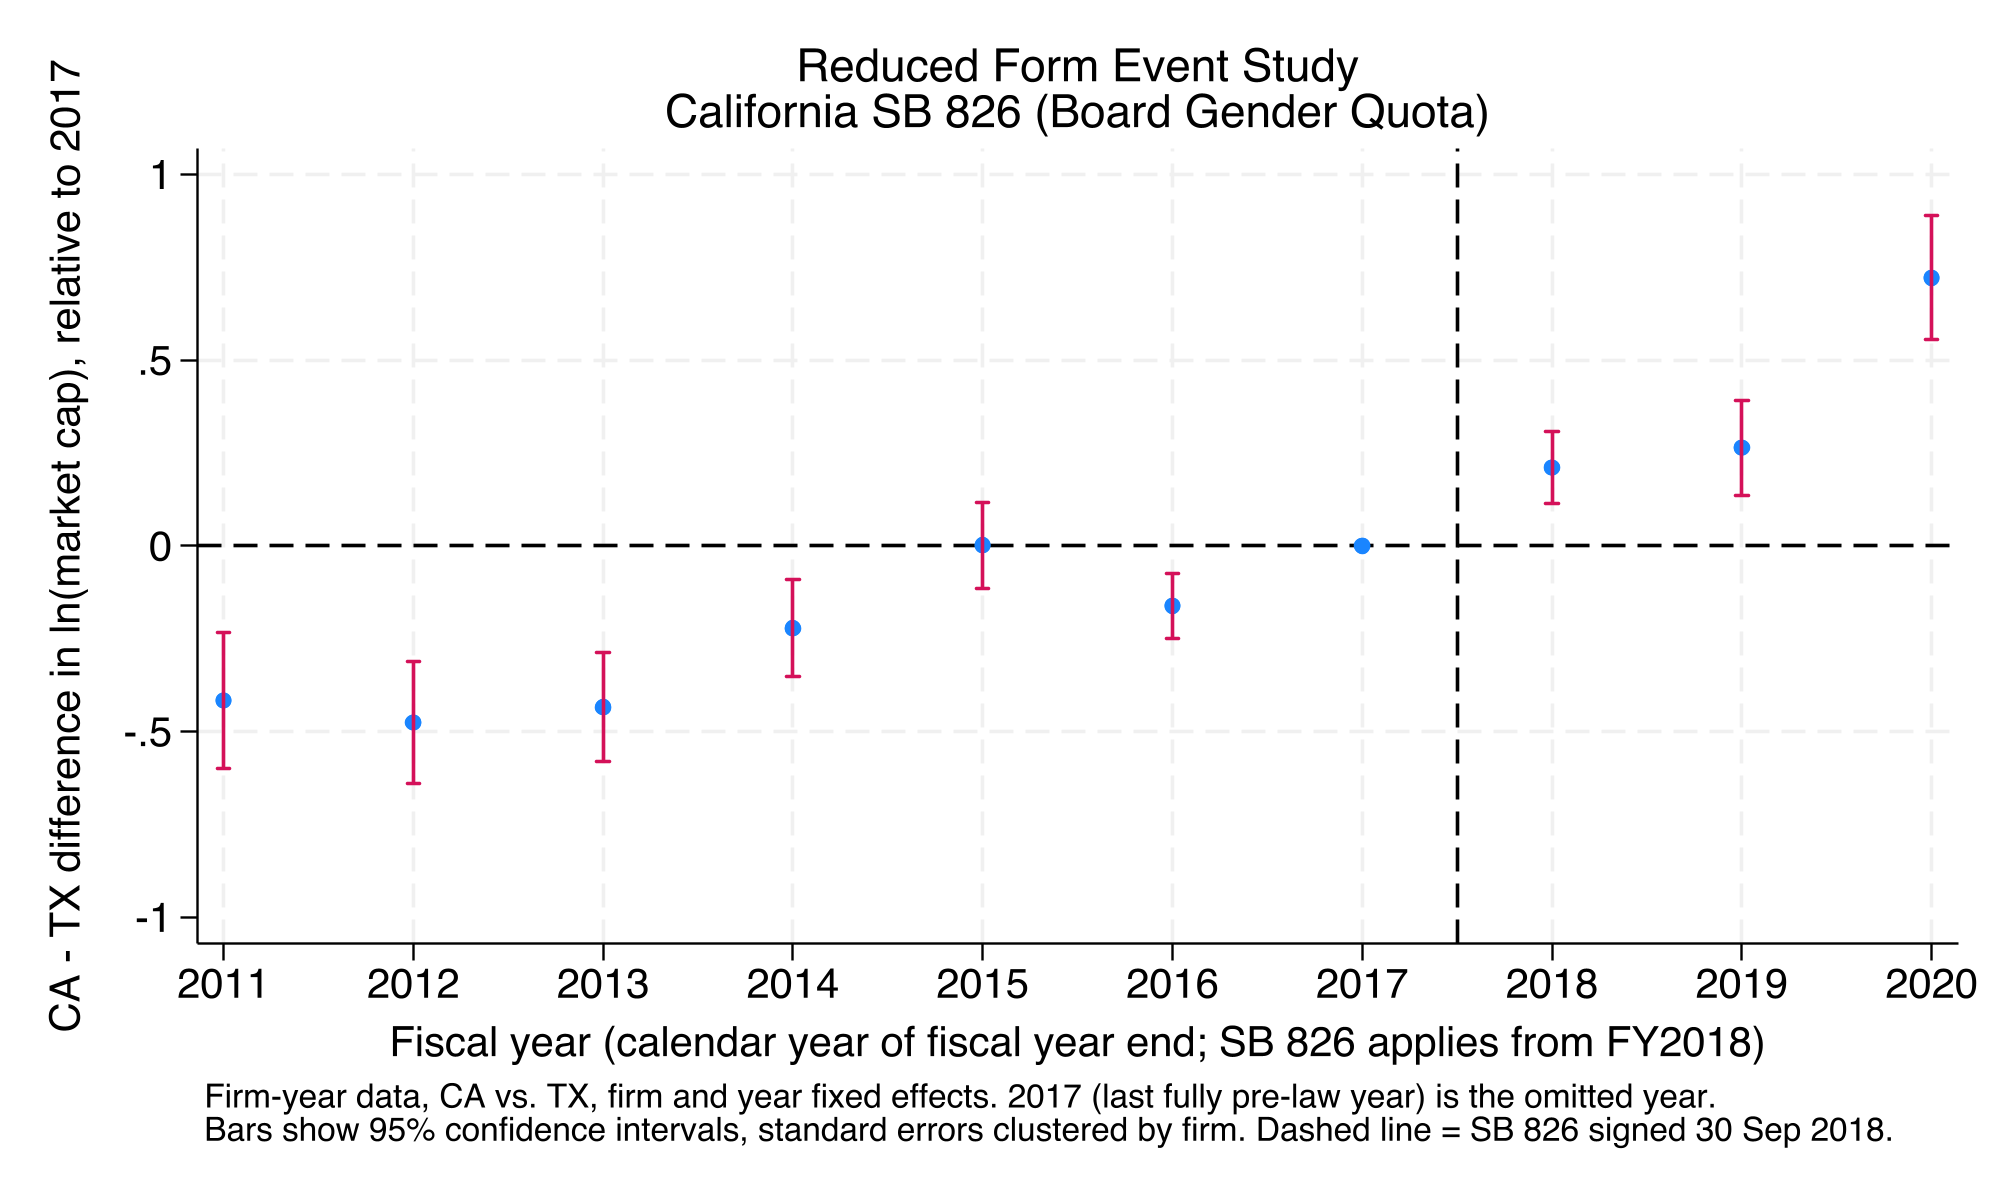 Reduced Form Event Study
California SB 826 (Board Gender Quota)
CA - TX difference in ln(market cap), relative to 2017
1
.5
0
-.5
-1
2011 2012 2013 2014 2015 2016 2017 2018 2019 2020
Fiscal year (calendar year of fiscal year end; SB 826 applies from FY2018)
Firm-year data, CA vs. TX, firm and year fixed effects. 2017 (last fully pre-law year) is the omitted year.
Bars show 95% confidence intervals, standard errors clustered by firm. Dashed line = SB 826 signed 30 Sep 2018.